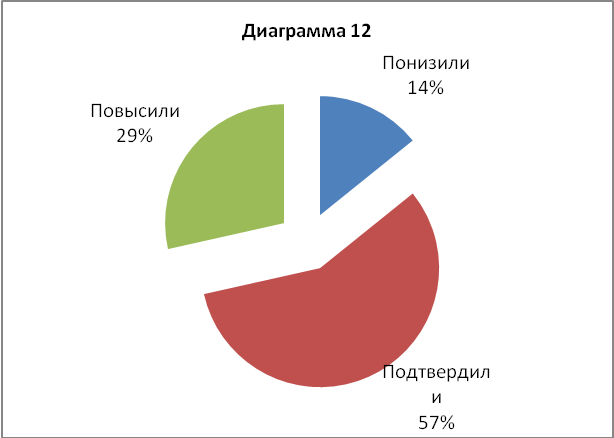 Диаграмма 12
Понизили
14%
Повысили
29%
Подтвердил
и
57%